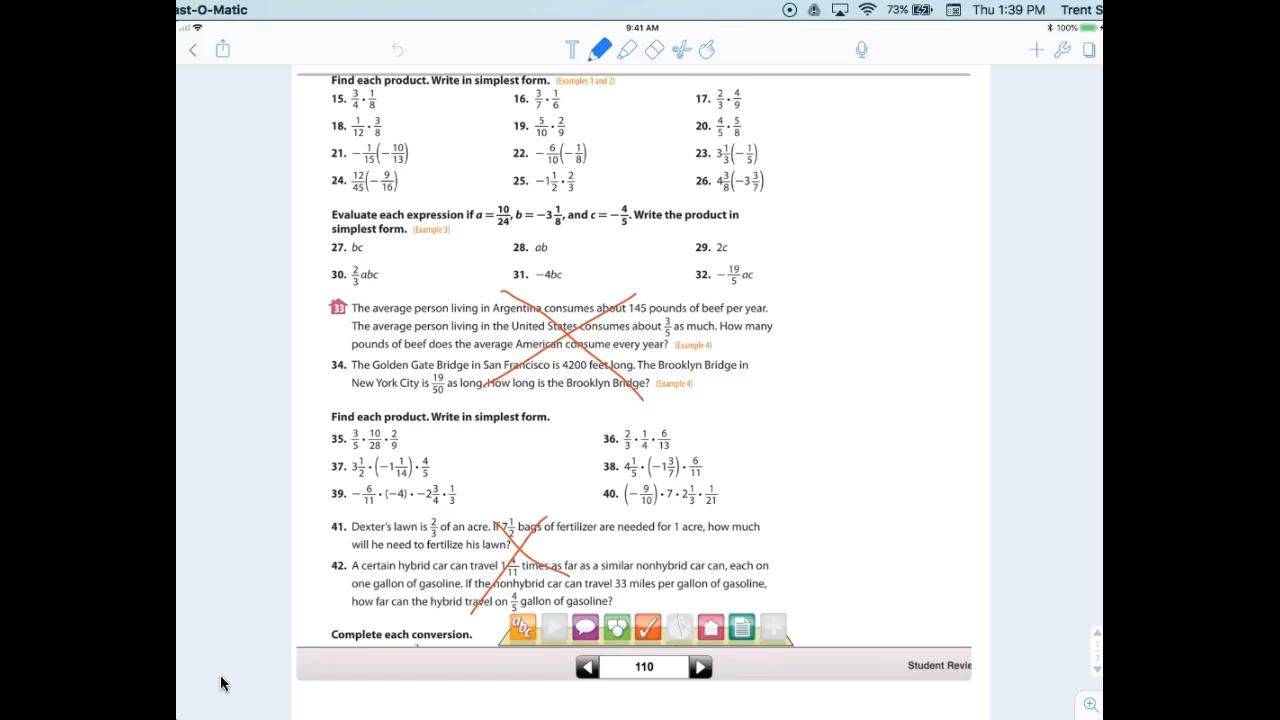 ast-O-Matic 73% Thu 1:39 PM Trent S
9:41 AM 100%
T
Find each product. Write in simplest form. (Examples 1 and 2)
15. 3/4 · 1/8 16. 3/7 · 1/6 17. 2/3 · 4/9
18. 1/12 · 3/8 19. 5/10 · 2/9 20. 4/5 · 5/8
21. −1/15(−10/13) 22. −6/10(−1/8) 23. 3 1/3(−1/5)
24. 12/45(−9/16) 25. −1 1/2 · 2/3 26. 4 3/8(−3 3/7)
Evaluate each expression if a = 10/24, b = −3 1/8, and c = −4/5. Write the product in
simplest form. (Example 3)
27. bc 28. ab 29. 2c
30. 2/3 abc 31. −4bc 32. −19/5 ac
33 The average person living in Argentina consumes about 145 pounds of beef per year.
The average person living in the United States consumes about 3/5 as much. How many
pounds of beef does the average American consume every year? (Example 4)
34. The Golden Gate Bridge in San Francisco is 4200 feet long. The Brooklyn Bridge in
New York City is 19/50 as long. How long is the Brooklyn Bridge? (Example 4)
Find each product. Write in simplest form.
35. 3/5 · 10/28 · 2/9 36. 2/3 · 1/4 · 6/13
37. 3 1/2 · (−1 1/14) · 4/5 38. 4 1/5 · (−1 3/7) · 6/11
39. −6/11 · (−4) · −2 3/4 · 1/3 40. (−9/10) · 7 · 2 1/3 · 1/21
41. Dexter's lawn is 2/3 of an acre. If 7 1/2 bags of fertilizer are needed for 1 acre, how much
will he need to fertilize his lawn?
42. A certain hybrid car can travel 1 4/11 times as far as a similar nonhybrid car can, each on
one gallon of gasoline. If the nonhybrid car can travel 33 miles per gallon of gasoline,
how far can the hybrid travel on 4/5 gallon of gasoline?
abc
Complete each conversion.
110 Student Revie